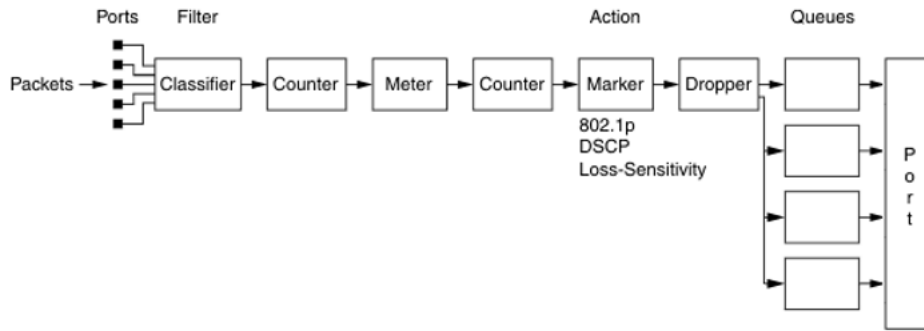 Ports Filter Action Queues
Packets Classifier Counter Meter Counter Marker Dropper
802.1p
DSCP
Loss-Sensitivity
P
o
r
t